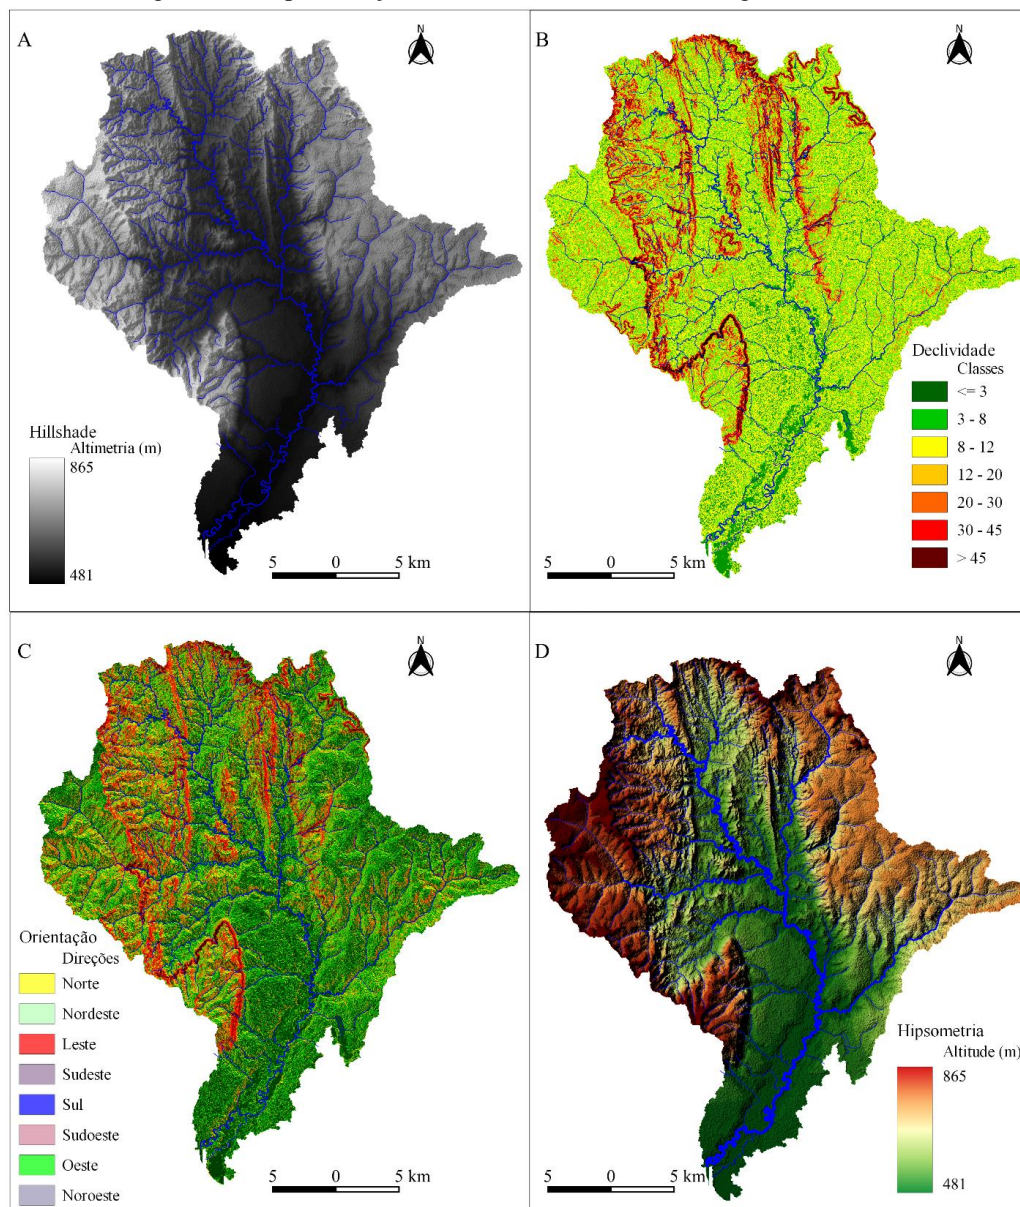 A
N
Hillshade
Altimetria (m)
865
481
5 0 5 km
B
N
Declividade
Classes
<= 3
3 - 8
8 - 12
12 - 20
20 - 30
30 - 45
> 45
5 0 5 km
C
N
Orientação
Direções
Norte
Nordeste
Leste
Sudeste
Sul
Sudoeste
Oeste
Noroeste
5 0 5 km
D
N
Hipsometria
Altitude (m)
865
481
5 0 5 km